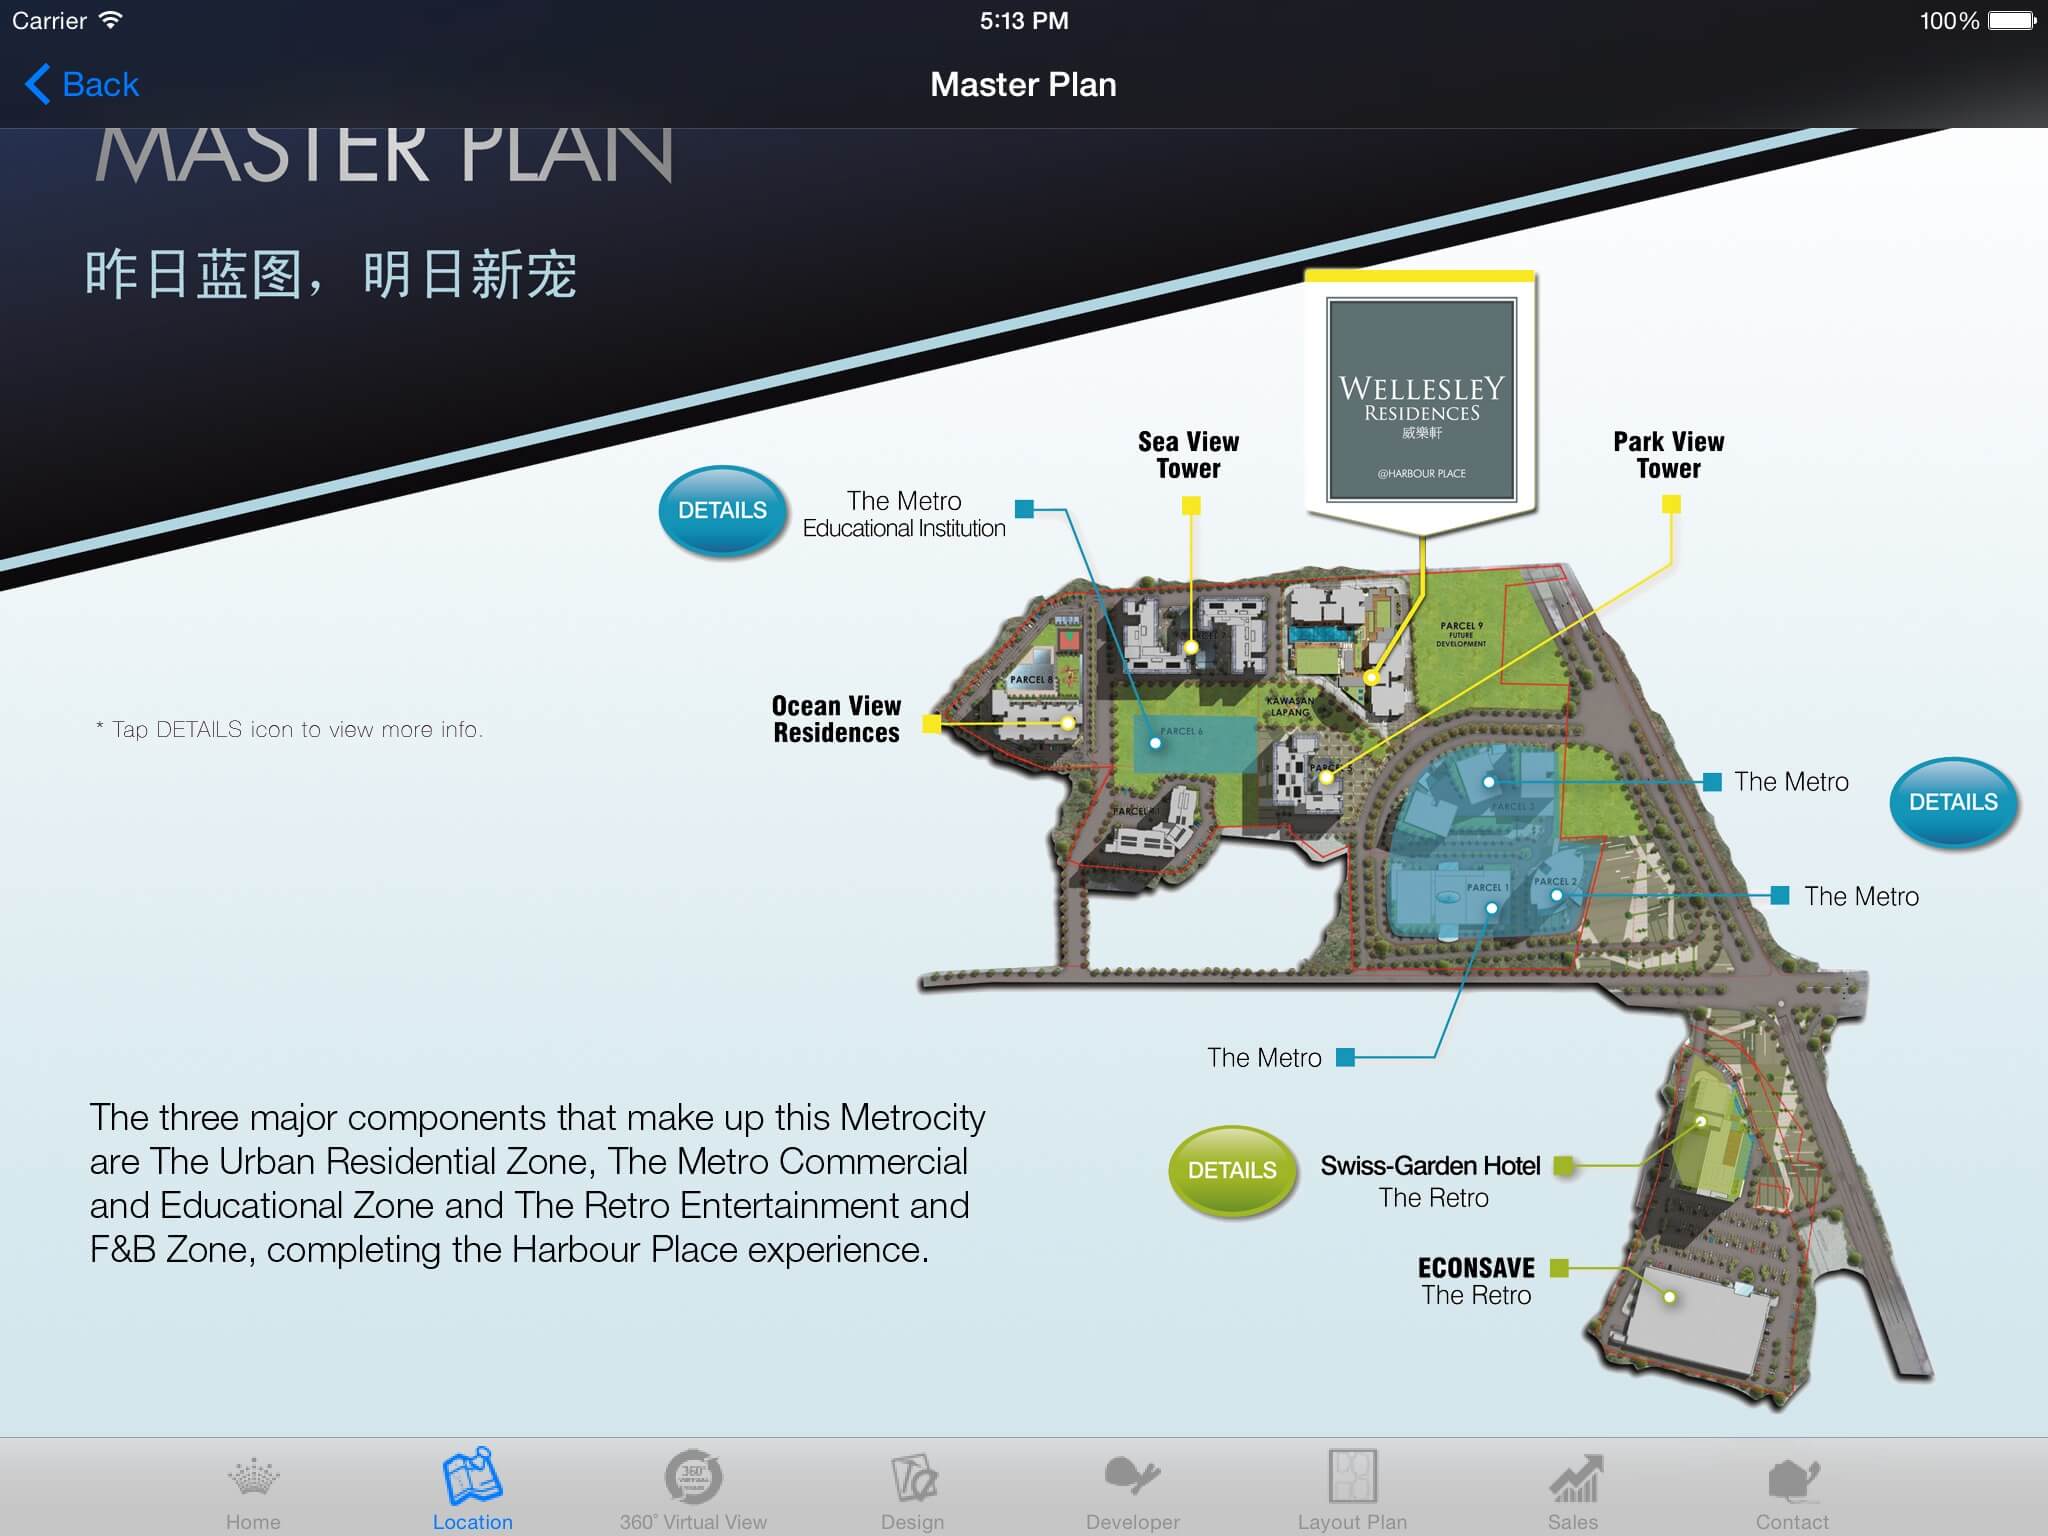 Carrier
5:13 PM
100%
Back
Master Plan
MASTER PLAN
昨日蓝图，明日新宠
WELLESLEY
RESIDENCES
威樂軒
@HARBOUR PLACE
Sea View
Tower
Park View
Tower
DETAILS
The Metro
Educational Institution
PARCEL 9
FUTURE
DEVELOPMENT
PARCEL 8
Ocean View
Residences
KAWASAN
LAPANG
* Tap DETAILS icon to view more info.
PARCEL 6
PARCEL 5
The Metro
DETAILS
PARCEL 3
PARCEL 1
PARCEL 2
The Metro
The Metro
The three major components that make up this Metrocity
are The Urban Residential Zone, The Metro Commercial
and Educational Zone and The Retro Entertainment and
F&B Zone, completing the Harbour Place experience.
DETAILS
Swiss-Garden Hotel
The Retro
ECONSAVE
The Retro
360°
VIRTUAL
Home
Location
360° Virtual View
Design
Developer
Layout Plan
Sales
Contact